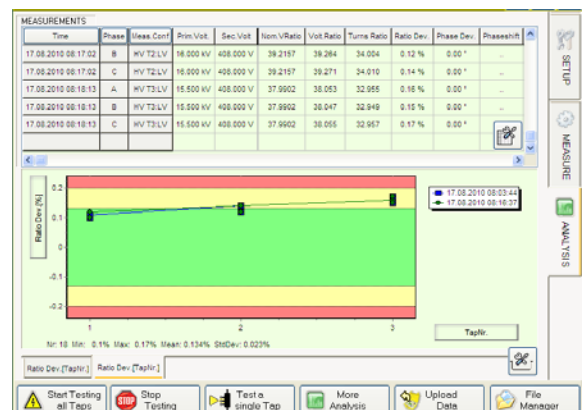 MEASUREMENTS
Time Phase Meas.Conf Prim.Volt. Sec.Volt Nom.VRatio Volt.Ratio Turns Ratio Ratio Dev. Phase Dev. Phaseshift
17.08.2010 08:17:02 B HV T2:LV 16.000 kV 408.000 V 39.2157 39.264 34.004 0.12 % 0.00 ° ..
17.08.2010 08:17:02 C HV T2:LV 16.000 kV 408.000 V 39.2157 39.271 34.010 0.14 % 0.00 ° ..
17.08.2010 08:18:13 A HV T3:LV 15.500 kV 408.000 V 37.9902 38.053 32.955 0.16 % 0.00 ° ..
17.08.2010 08:18:13 B HV T3:LV 15.500 kV 408.000 V 37.9902 38.047 32.949 0.15 % 0.00 ° ..
17.08.2010 08:18:13 C HV T3:LV 15.500 kV 408.000 V 37.9902 38.055 32.957 0.17 % 0.00 ° ..
SETUP
MEASURE
ANALYSIS
Ratio Dev.[%]
0.2
0.1
0
-0.1
-0.2
1 2 3
17.08.2010 08:03:44
17.08.2010 08:18:37
TapNr.
Nr: 18 Min: 0.1% Max: 0.17% Mean: 0.134% StdDev: 0.023%
Ratio Dev.[TapNr.] Ratio Dev.[TapNr.]
Start Testing all Taps
STOP
Stop Testing
Test a single Tap
More Analysis
Upload Data
File Manager